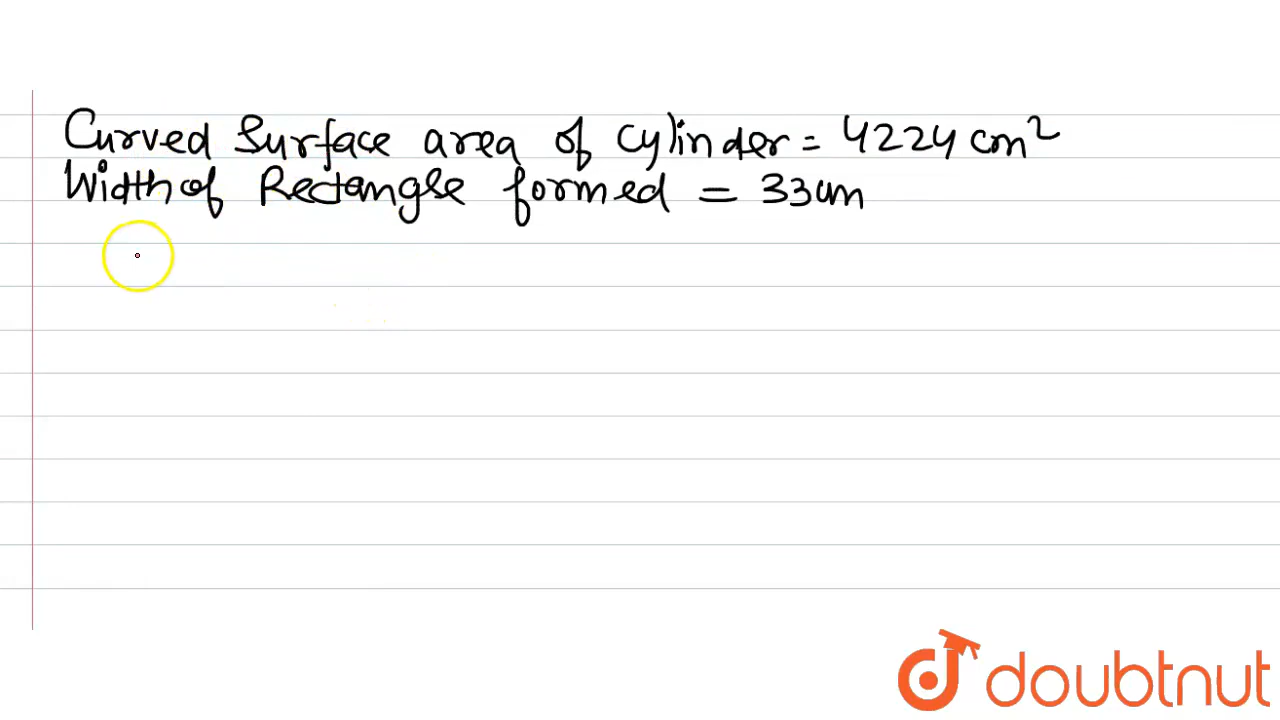 Curved Surface area of cylinder = 4224 cm²
Width of Rectangle formed = 33cm
doubtnut